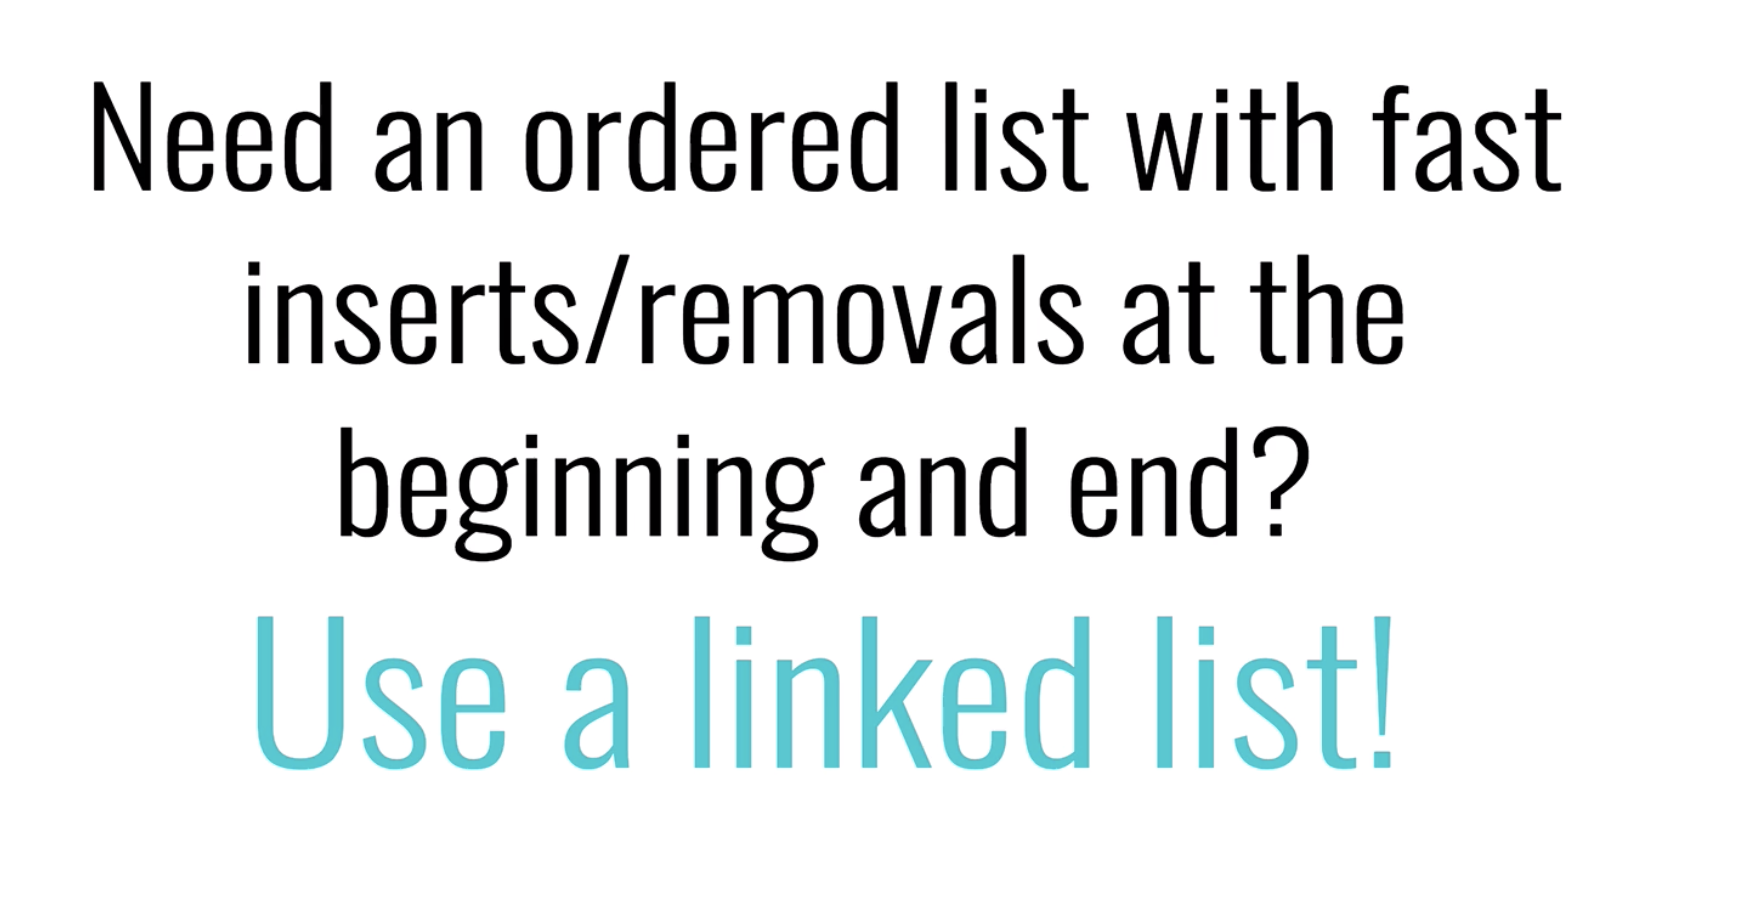 Need an ordered list with fast
inserts/removals at the
beginning and end?
Use a linked list!